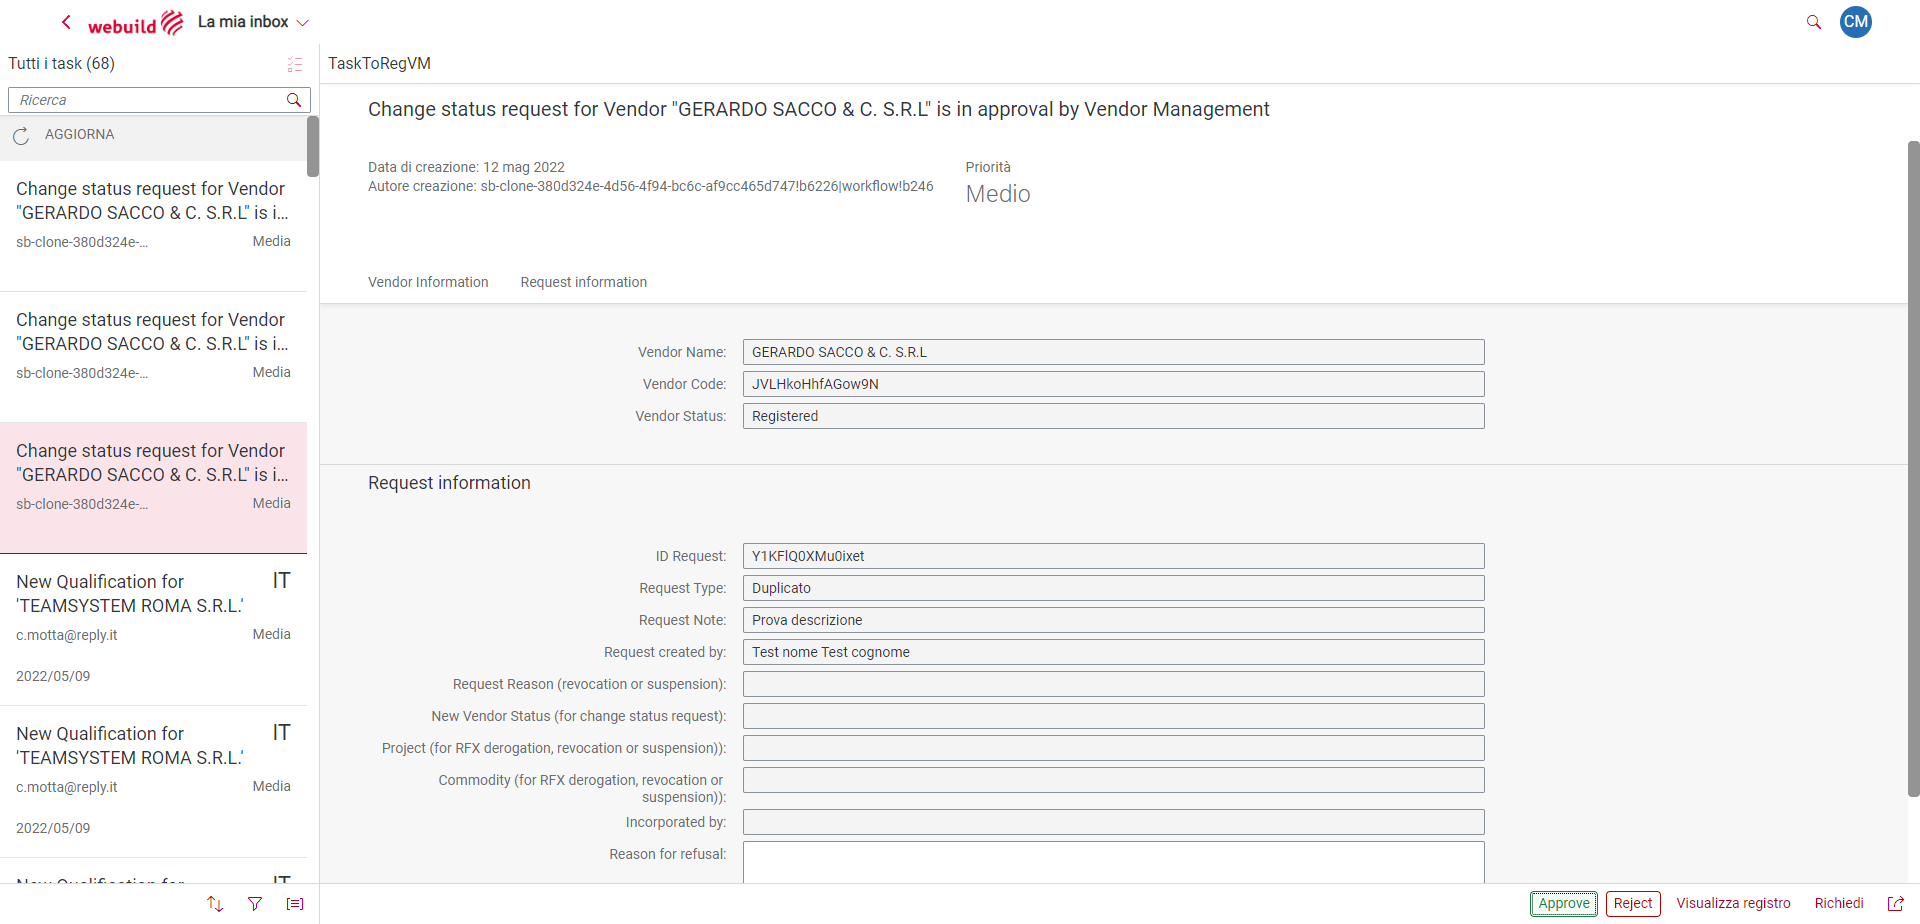 webuild
La mia inbox
CM
Tutti i task (68)
TaskToRegVM
Ricerca
AGGIORNA
Change status request for Vendor
"GERARDO SACCO & C. S.R.L" is i...
sb-clone-380d324e-...
Media
Change status request for Vendor
"GERARDO SACCO & C. S.R.L" is i...
sb-clone-380d324e-...
Media
Change status request for Vendor
"GERARDO SACCO & C. S.R.L" is i...
sb-clone-380d324e-...
Media
New Qualification for
IT
'TEAMSYSTEM ROMA S.R.L.'
c.motta@reply.it
Media
2022/05/09
New Qualification for
IT
'TEAMSYSTEM ROMA S.R.L.'
c.motta@reply.it
Media
2022/05/09
New Qualification for
IT
Change status request for Vendor "GERARDO SACCO & C. S.R.L" is in approval by Vendor Management
Data di creazione: 12 mag 2022
Autore creazione: sb-clone-380d324e-4d56-4f94-bc6c-af9cc465d747!b6226|workflow!b246
Priorità
Medio
Vendor Information
Request information
Vendor Name: GERARDO SACCO & C. S.R.L
Vendor Code: JVLHkoHhfAGow9N
Vendor Status: Registered
Request information
ID Request: Y1KFlQ0XMu0ixet
Request Type: Duplicato
Request Note: Prova descrizione
Request created by: Test nome Test cognome
Request Reason (revocation or suspension):
New Vendor Status (for change status request):
Project (for RFX derogation, revocation or suspension)):
Commodity (for RFX derogation, revocation or
suspension)):
Incorporated by:
Reason for refusal:
Approve
Reject
Visualizza registro
Richiedi